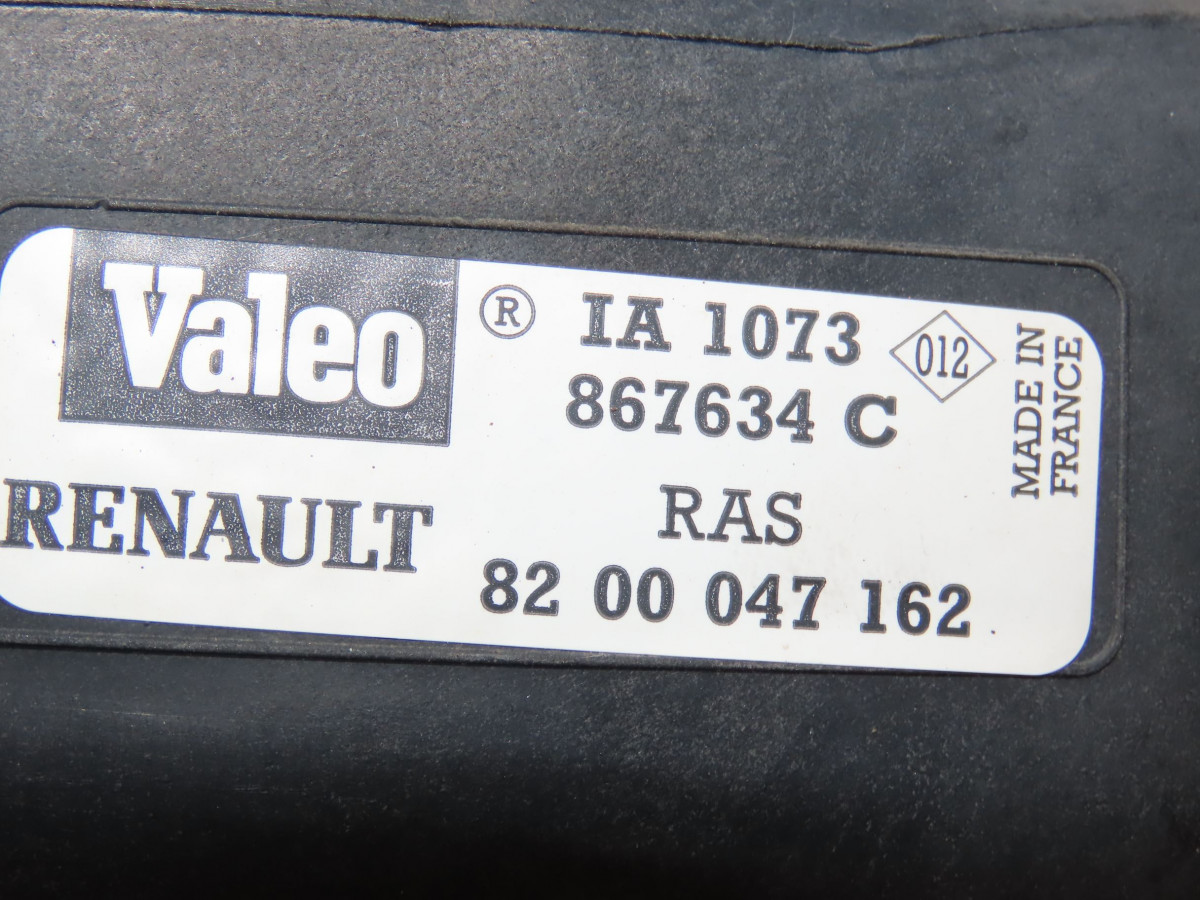 Valeo ® IA 1073 012
867634 C
RENAULT RAS
82 00 047 162
MADE IN
FRANCE